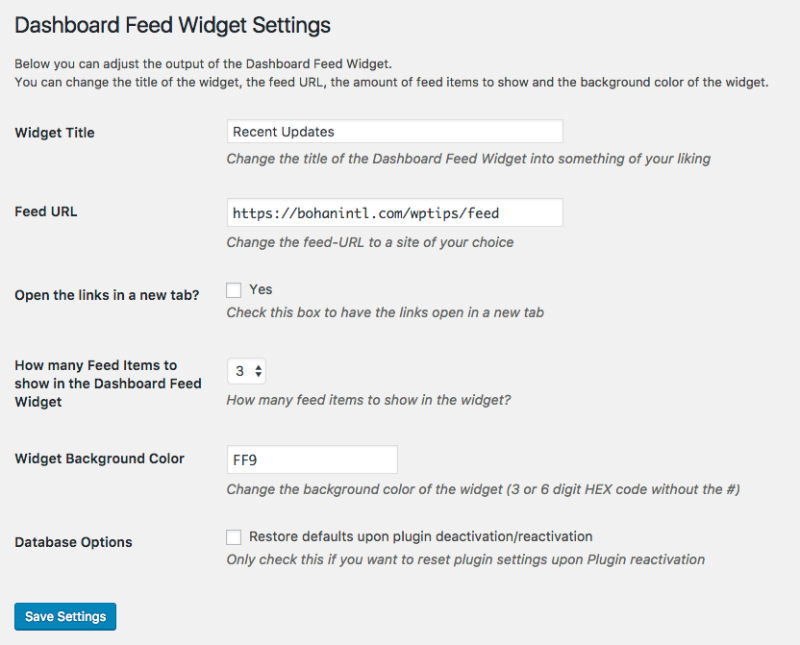 Dashboard Feed Widget Settings
Below you can adjust the output of the Dashboard Feed Widget.
You can change the title of the widget, the feed URL, the amount of feed items to show and the background color of the widget.
Widget Title
Recent Updates
Change the title of the Dashboard Feed Widget into something of your liking
Feed URL
https://bohanintl.com/wptips/feed
Change the feed-URL to a site of your choice
Open the links in a new tab?
Yes
Check this box to have the links open in a new tab
How many Feed Items to
show in the Dashboard Feed
Widget
3
How many feed items to show in the widget?
Widget Background Color
FF9
Change the background color of the widget (3 or 6 digit HEX code without the #)
Database Options
Restore defaults upon plugin deactivation/reactivation
Only check this if you want to reset plugin settings upon Plugin reactivation
Save Settings